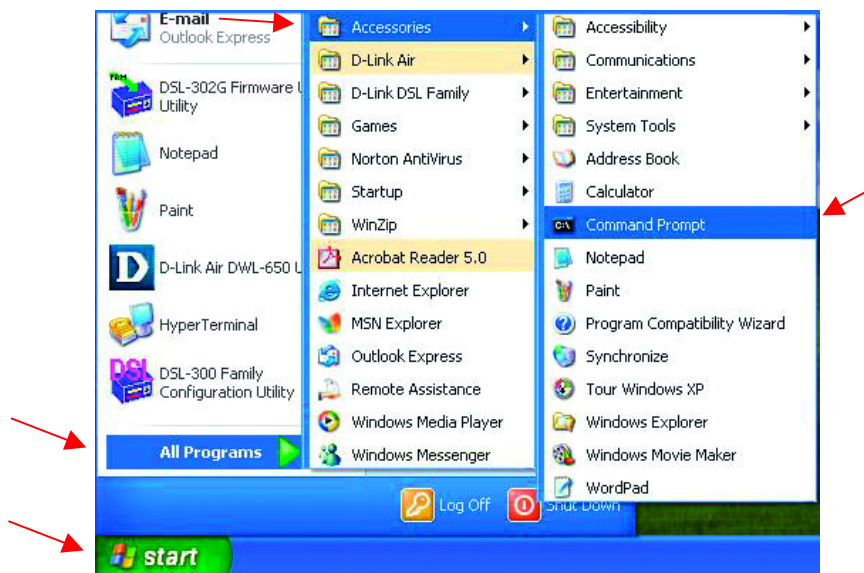 E-mail
Outlook Express
DSL-302G Firmware U
Utility
Notepad
Paint
D-Link Air DWL-650 U
HyperTerminal
DSL-300 Family
Configuration Utility
All Programs
Accessories
D-Link Air
D-Link DSL Family
Games
Norton AntiVirus
Startup
WinZip
Acrobat Reader 5.0
Internet Explorer
MSN Explorer
Outlook Express
Remote Assistance
Windows Media Player
Windows Messenger
Accessibility
Communications
Entertainment
System Tools
Address Book
Calculator
C:\ Command Prompt
Notepad
Paint
Program Compatibility Wizard
Synchronize
Tour Windows XP
Windows Explorer
Windows Movie Maker
WordPad
Log Off
Shut Down
start